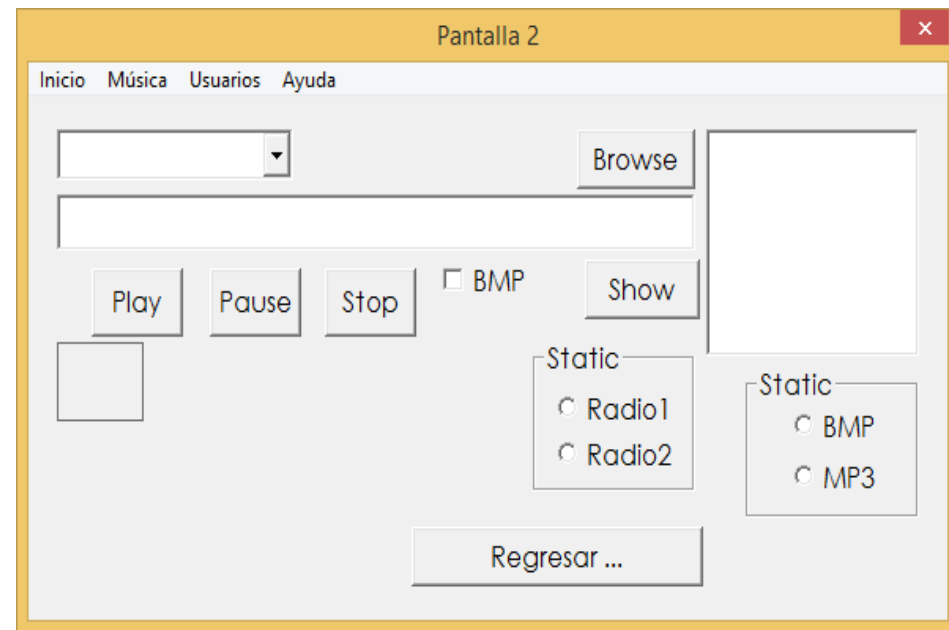 Pantalla 2
Inicio Música Usuarios Ayuda
Browse
Play Pause Stop BMP Show
Static
Radio1
Radio2
Static
BMP
MP3
Regresar ...